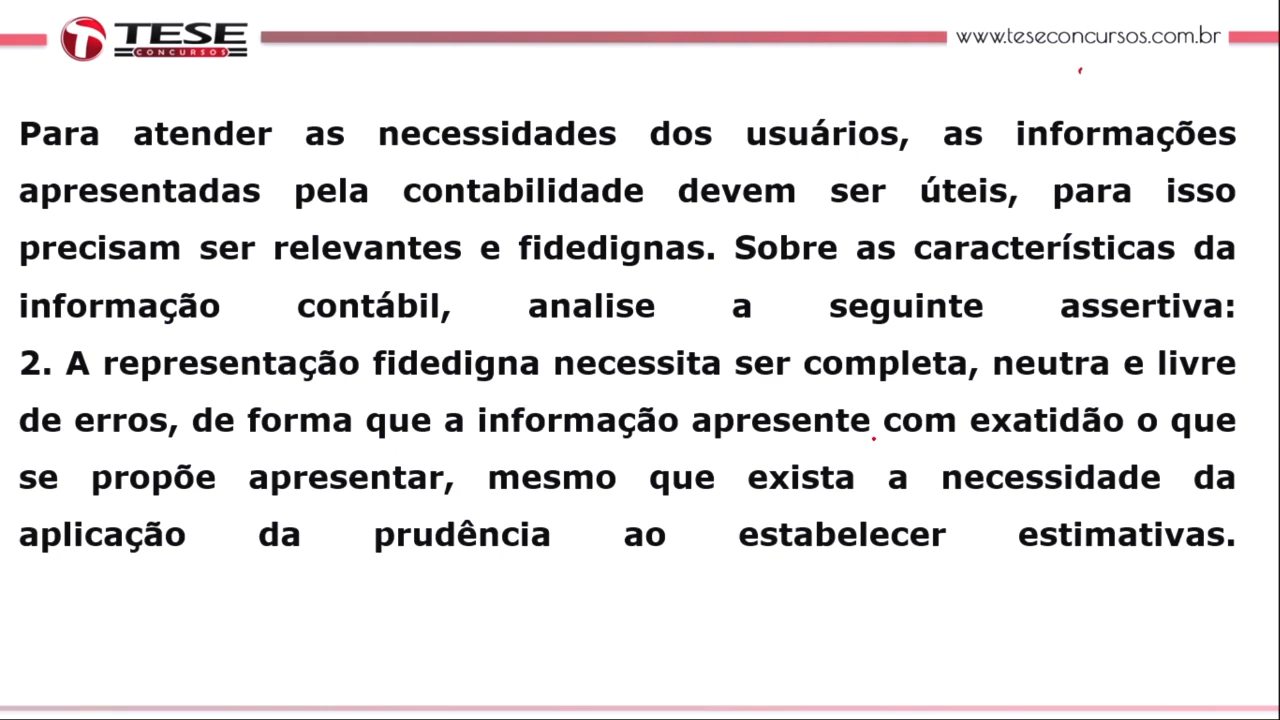 TESE
CONCURSOS
www.teseconcursos.com.br
Para atender as necessidades dos usuários, as informações
apresentadas pela contabilidade devem ser úteis, para isso
precisam ser relevantes e fidedignas. Sobre as características da
informação contábil, analise a seguinte assertiva:
2. A representação fidedigna necessita ser completa, neutra e livre
de erros, de forma que a informação apresente com exatidão o que
se propõe apresentar, mesmo que exista a necessidade da
aplicação da prudência ao estabelecer estimativas.